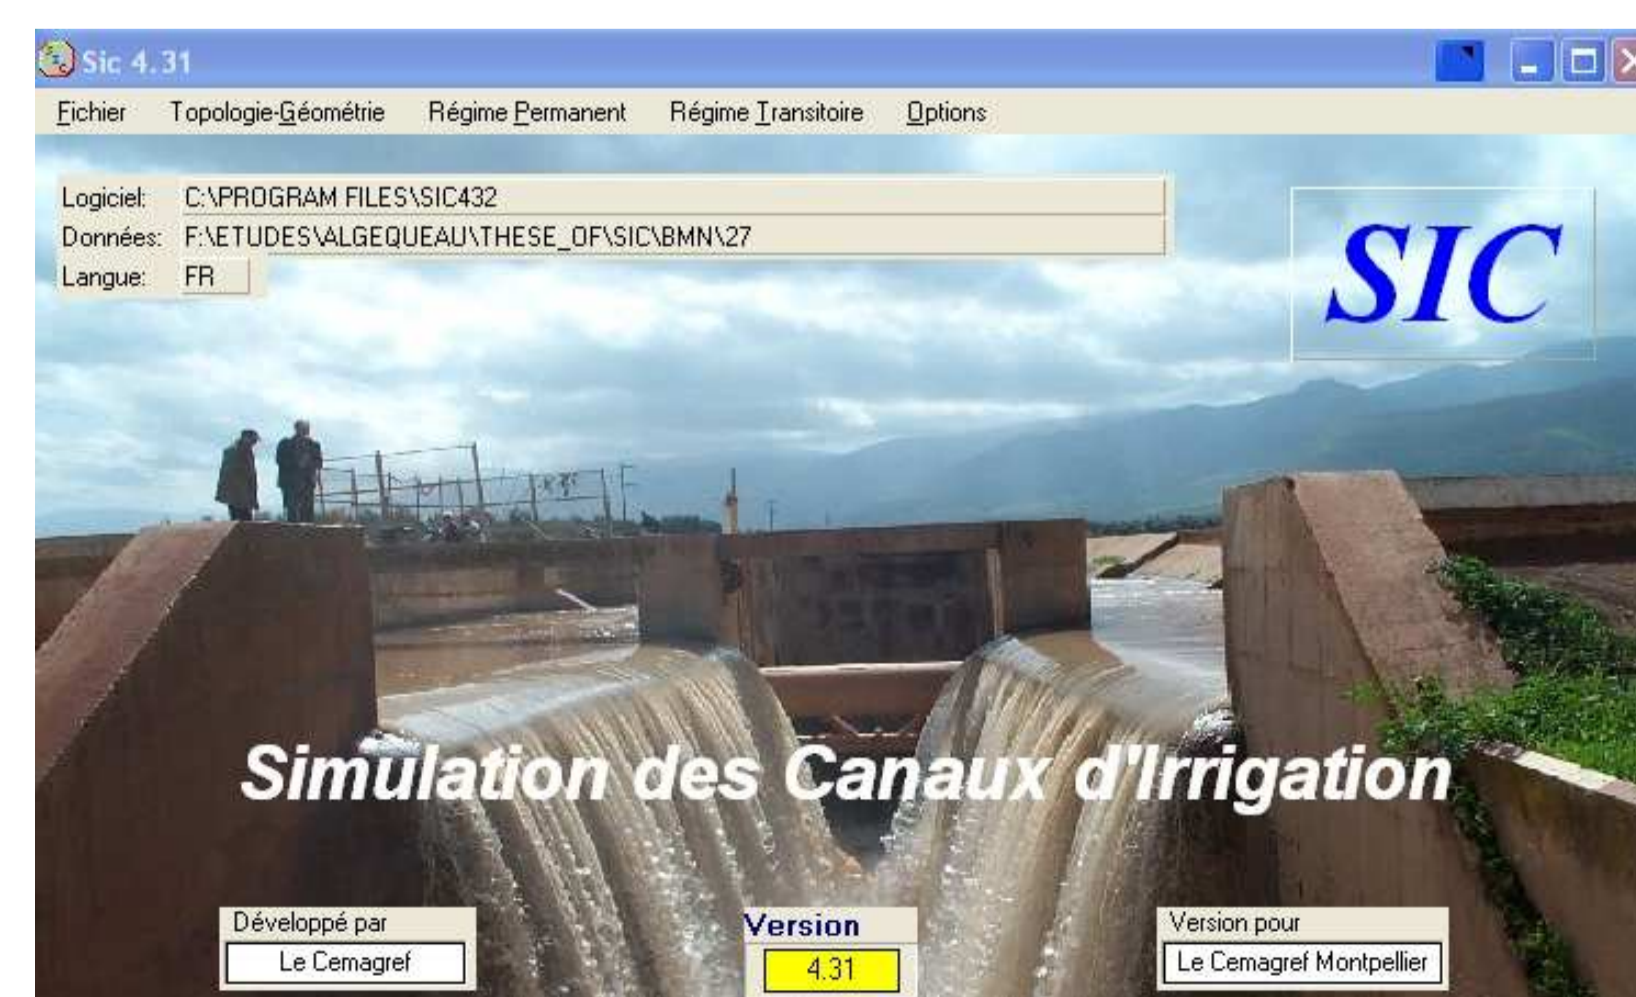 Sic 4.31
Fichier Topologie-Géométrie Régime Permanent Régime Transitoire Options
Logiciel: C:\PROGRAM FILES\SIC432
Données: F:\ETUDES\ALGEQUEAU\THESE_OF\SIC\BMN\27
Langue: FR
SIC
Simulation des Canaux d'Irrigation
Développé par
Le Cemagref
Version
4.31
Version pour
Le Cemagref Montpellier